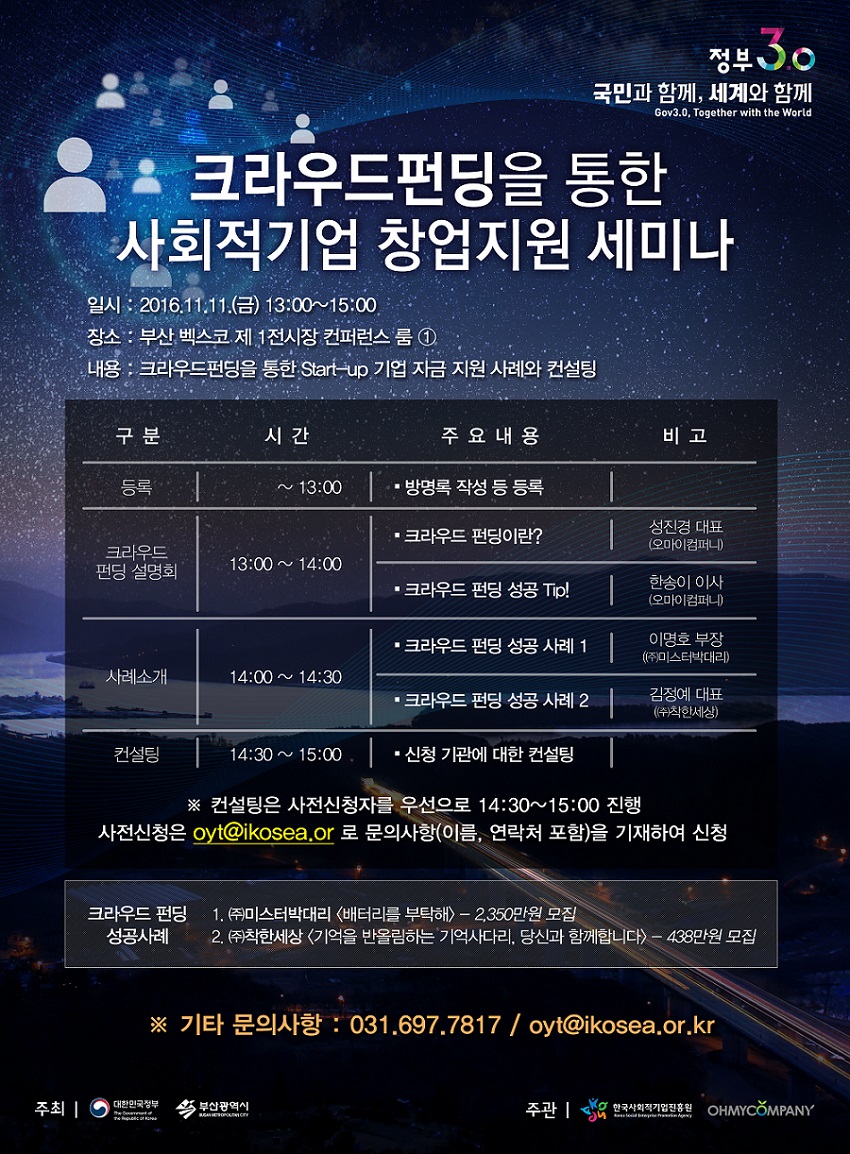 정부3.0
국민과 함께, 세계와 함께
Gov3.0, Together with the World
크라우드펀딩을 통한
사회적기업 창업지원 세미나
일시 : 2016.11.11.(금) 13:00~15:00
장소 : 부산 벡스코 제 1전시장 컨퍼런스 룸 ①
내용 : 크라우드펀딩을 통한 Start-up 기업 자금 지원 사례와 컨설팅
구 분 시 간 주 요 내 용 비 고
등록 ~ 13:00 ▪ 방명록 작성 등 등록
크라우드 펀딩 설명회 13:00 ~ 14:00
▪ 크라우드 펀딩이란? 성진경 대표 (오마이컴퍼니)
▪ 크라우드 펀딩 성공 Tip! 한송이 이사 (오마이컴퍼니)
사례소개 14:00 ~ 14:30
▪ 크라우드 펀딩 성공 사례 1 이명호 부장 ((주)미스터박대리)
▪ 크라우드 펀딩 성공 사례 2 김정예 대표 (㈜착한세상)
컨설팅 14:30 ~ 15:00 ▪ 신청 기관에 대한 컨설팅
※ 컨설팅은 사전신청자를 우선으로 14:30~15:00 진행
사전신청은 oyt@ikosea.or 로 문의사항(이름, 연락처 포함)을 기재하여 신청
크라우드 펀딩 성공사례
1. ㈜미스터박대리 <배터리를 부탁해> - 2,350만원 모집
2. ㈜착한세상 <기억을 반올림하는 기억사다리, 당신과 함께합니다> - 438만원 모집
※ 기타 문의사항 : 031.697.7817 / oyt@ikosea.or.kr
주최 | 대한민국정부 The Government of the Republic of Korea 부산광역시 BUSAN METROPOLITAN CITY
주관 | 한국사회적기업진흥원 Korea Social Enterprise Promotion Agency OHMYCOMPANY